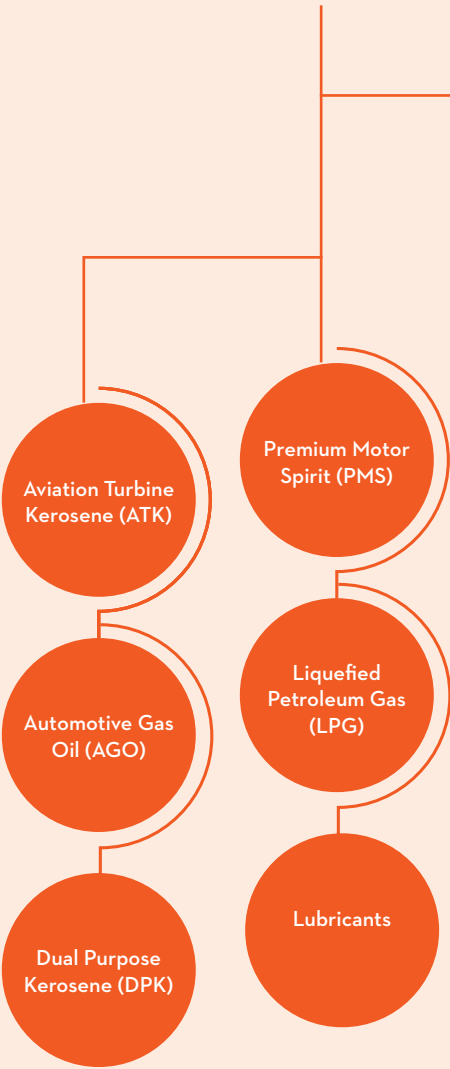 Aviation Turbine
Kerosene (ATK)
Automotive Gas
Oil (AGO)
Dual Purpose
Kerosene (DPK)
Premium Motor
Spirit (PMS)
Liquefied
Petroleum Gas
(LPG)
Lubricants